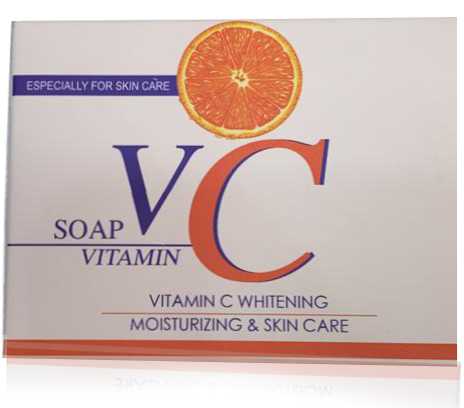 ESPECIALLY FOR SKIN CARE
VC
SOAP
VITAMIN
VITAMIN C WHITENING
MOISTURIZING & SKIN CARE